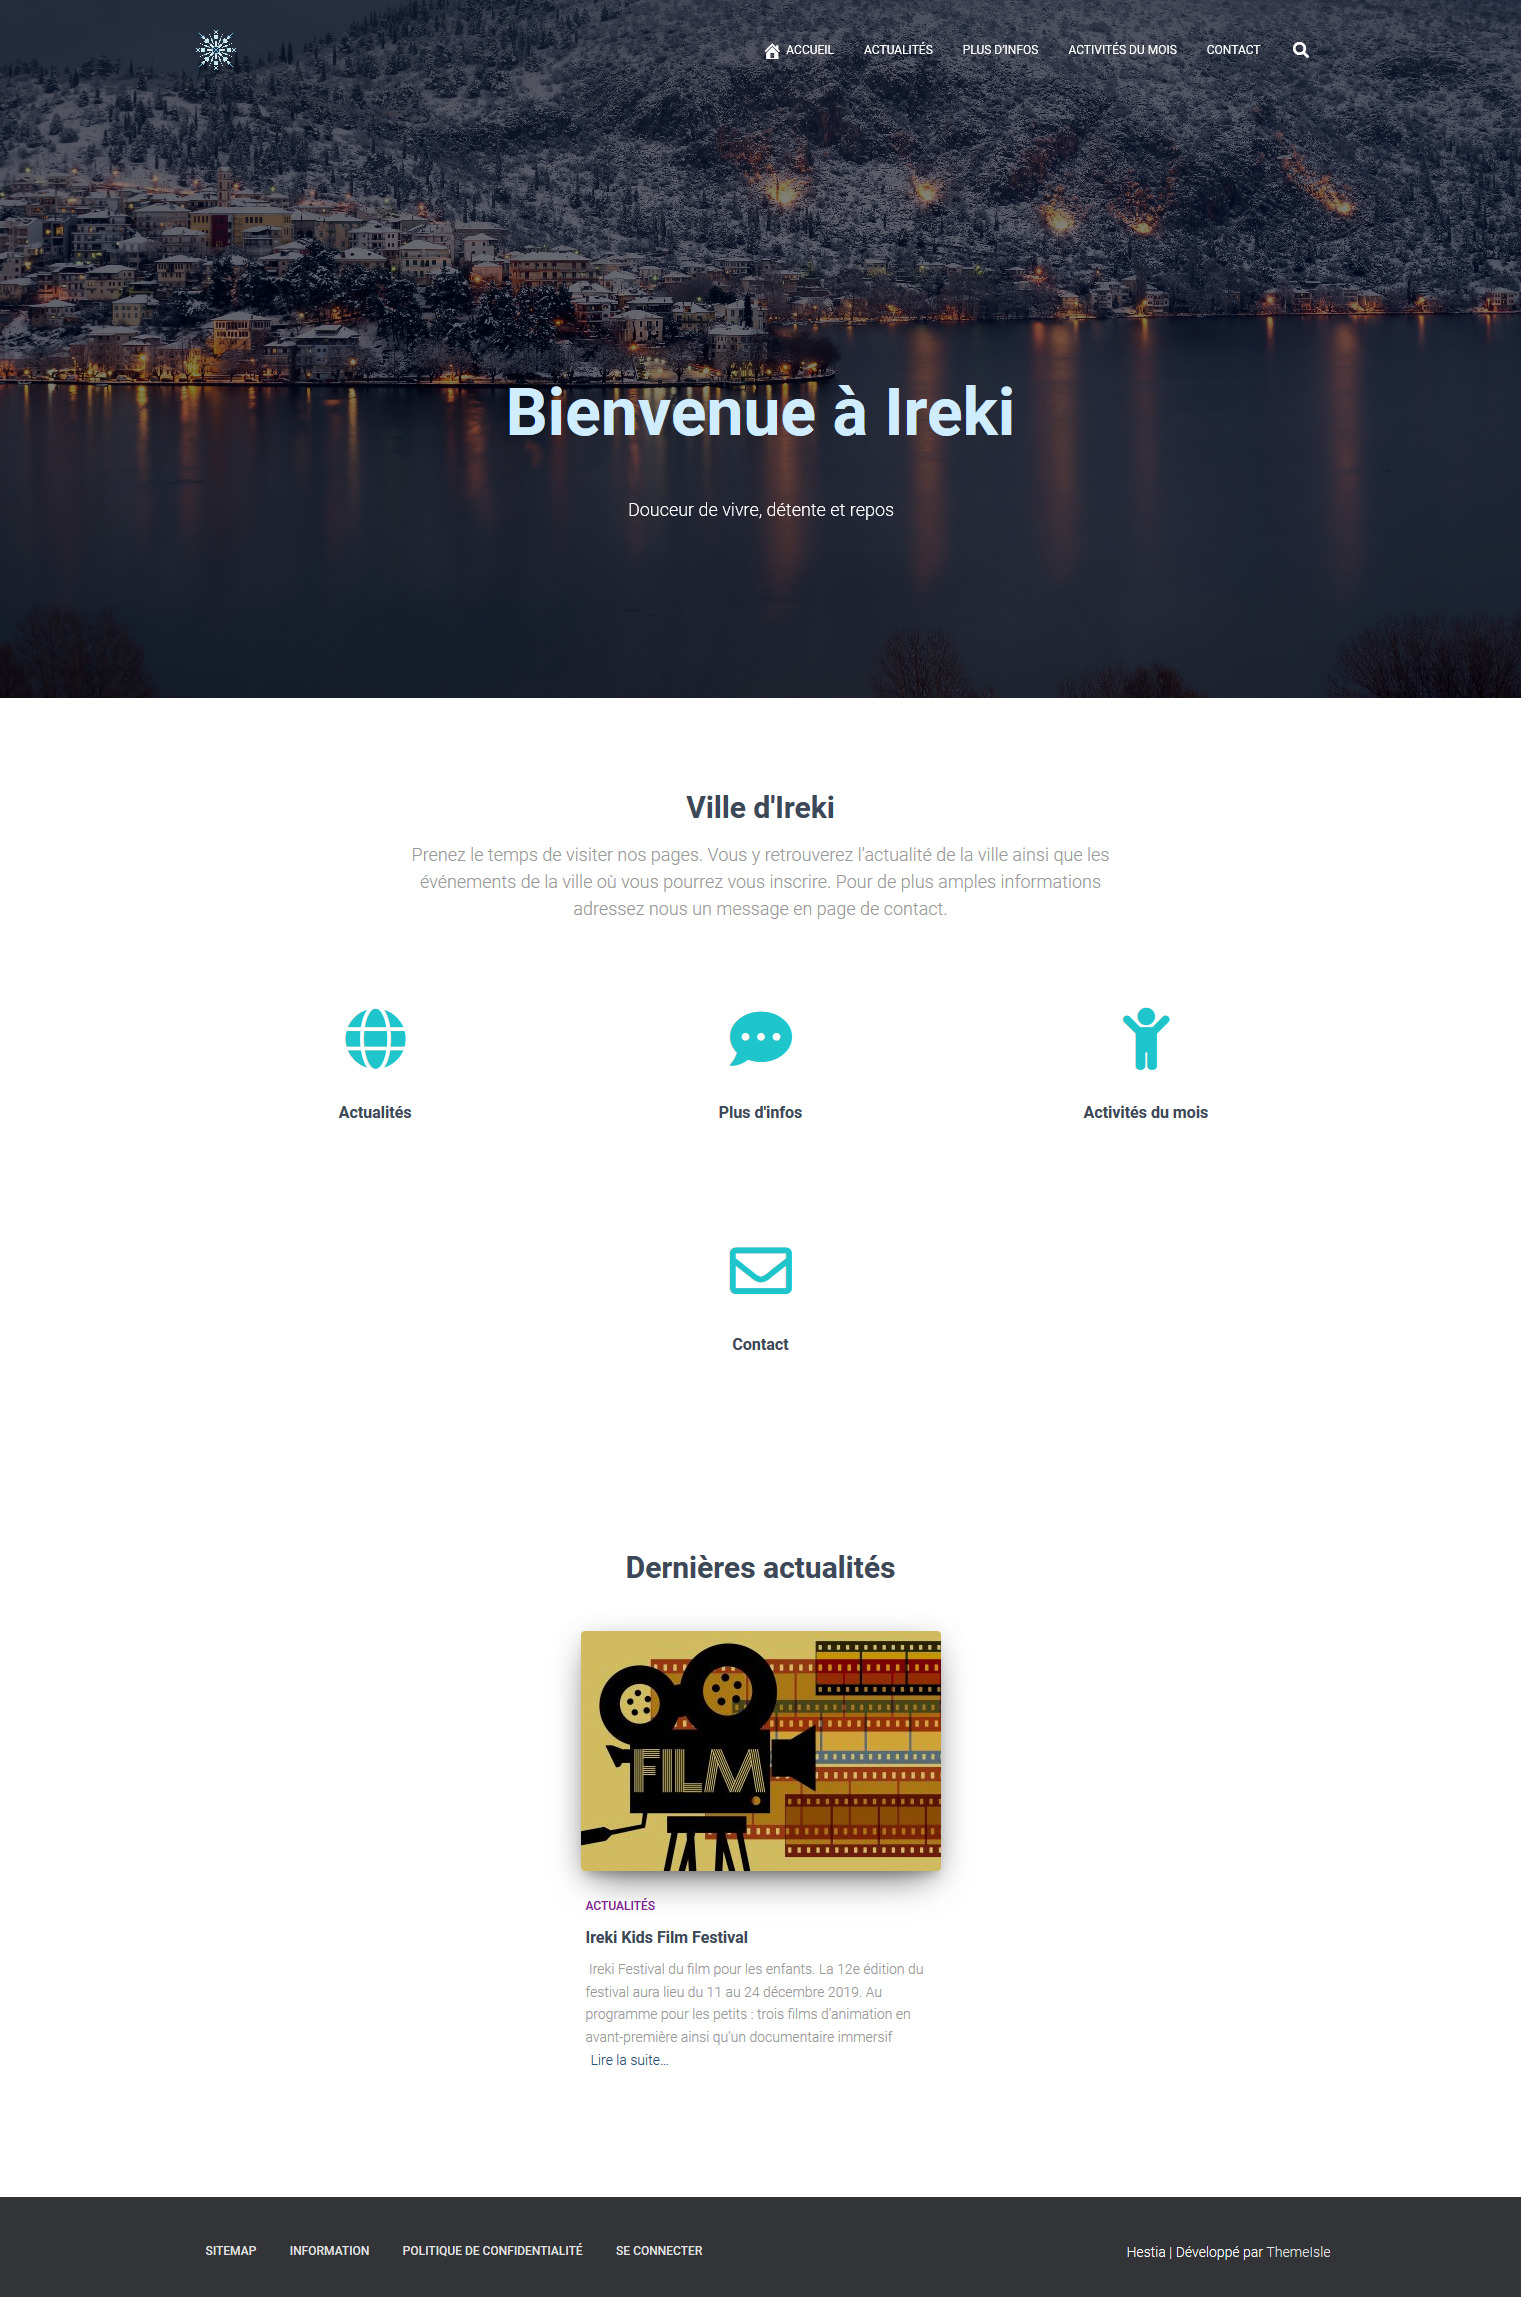 ACCUEIL
ACTUALITÉS
PLUS D'INFOS
ACTIVITÉS DU MOIS
CONTACT
Bienvenue à Ireki
Douceur de vivre, détente et repos
Ville d'Ireki
Prenez le temps de visiter nos pages. Vous y retrouverez l'actualité de la ville ainsi que les
événements de la ville où vous pourrez vous inscrire. Pour de plus amples informations
adressez nous un message en page de contact.
Actualités
Plus d'infos
Activités du mois
Contact
Dernières actualités
FILM
ACTUALITÉS
Ireki Kids Film Festival
Ireki Festival du film pour les enfants. La 12e édition du
festival aura lieu du 11 au 24 décembre 2019. Au
programme pour les petits : trois films d'animation en
avant-première ainsi qu'un documentaire immersif
Lire la suite…
SITEMAP
INFORMATION
POLITIQUE DE CONFIDENTIALITÉ
SE CONNECTER
Hestia | Développé par ThemeIsle